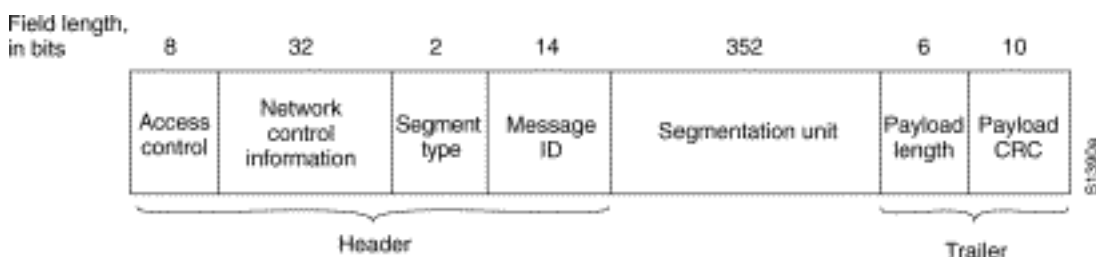 Field length,
in bits
8 32 2 14 352 6 10
Access
control
Network
control
information
Segment
type
Message
ID
Segmentation unit
Payload
length
Payload
CRC
Header
Trailer
S1390a